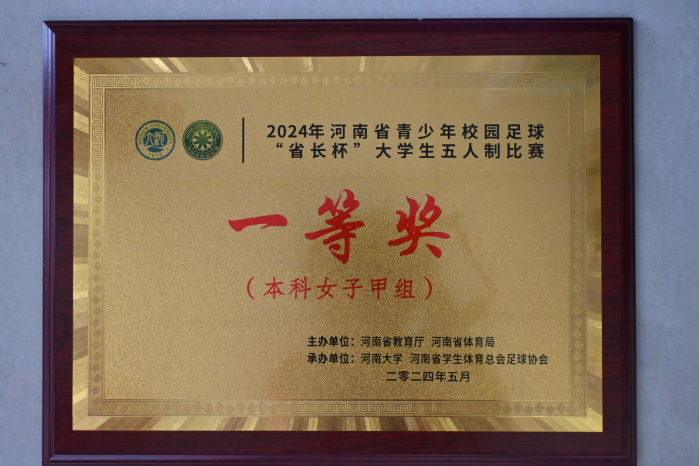 2024年河南省青少年校园足球
“省长杯”大学生五人制比赛
一等奖
（本科女子甲组）
主办单位：河南省教育厅 河南省体育局
承办单位：河南大学 河南省学生体育总会足球协会
二零二四年五月